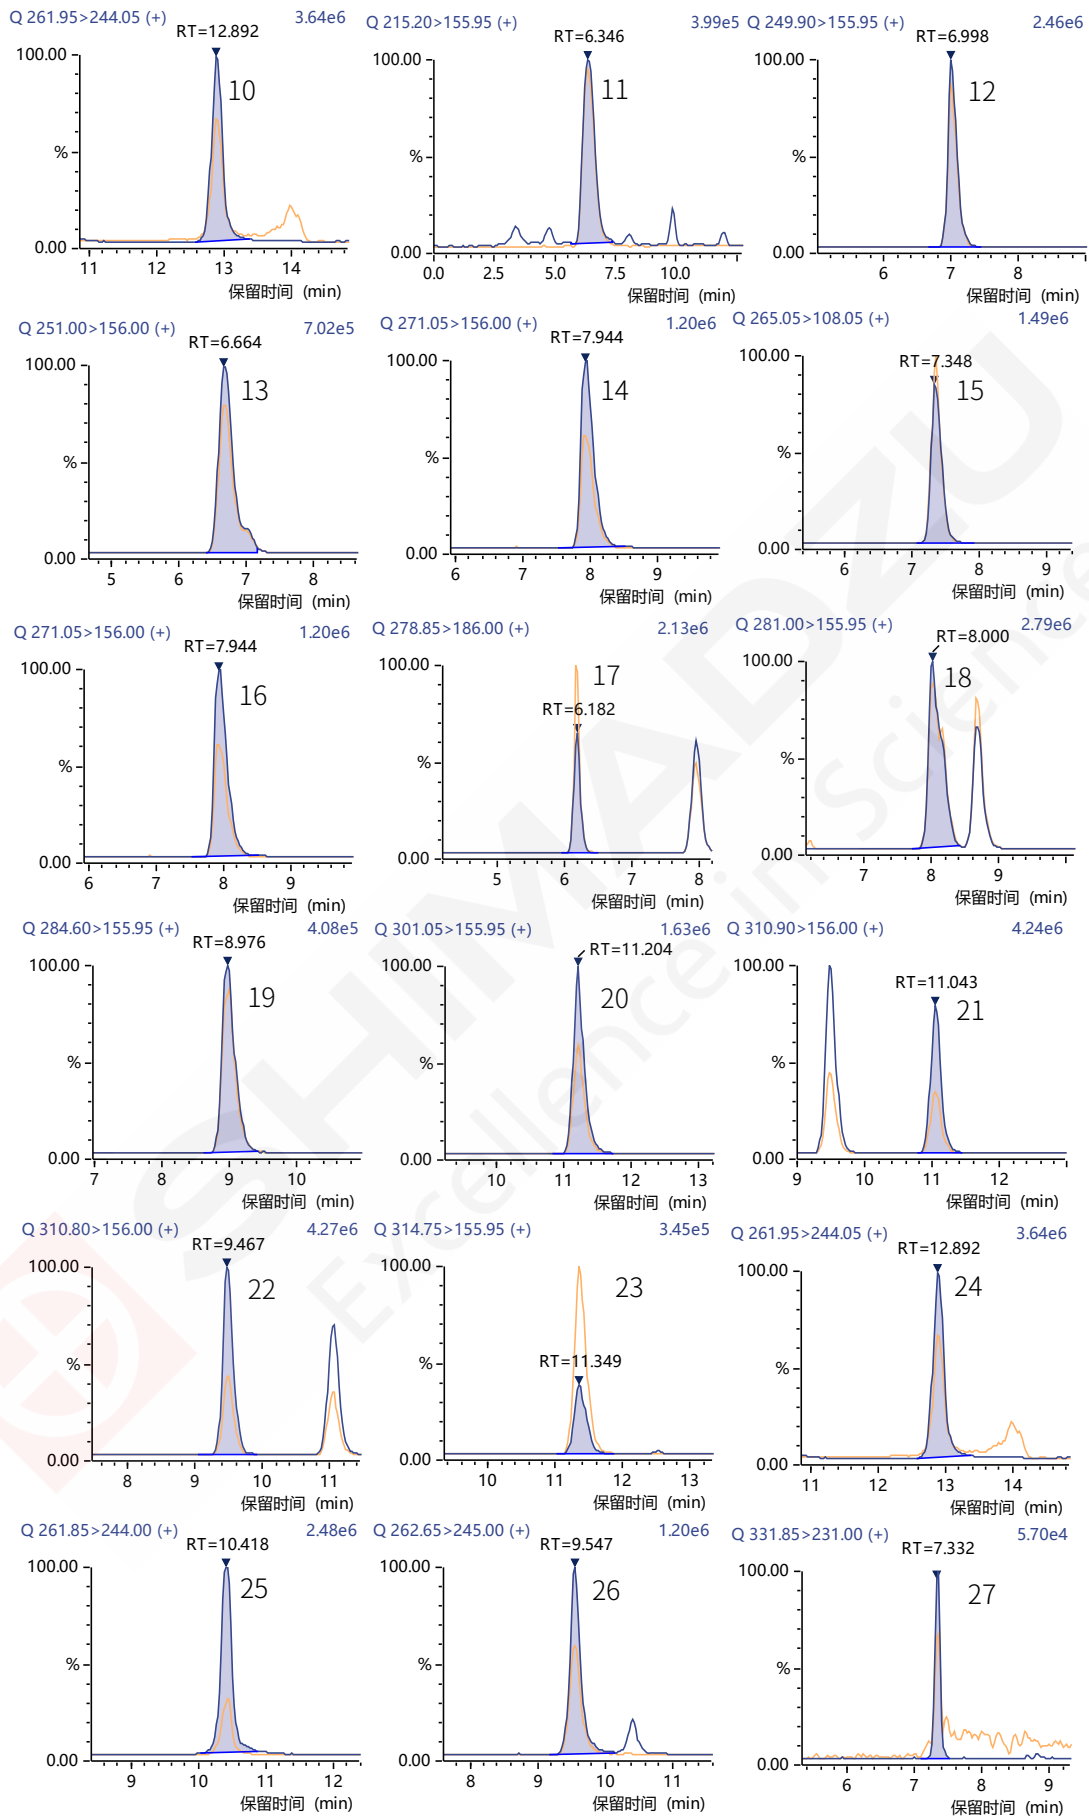 Q 261.95>244.05 (+) 3.64e6
RT=12.892
100.00
10
%
0.00
11 12 13 14
保留时间 (min)
Q 215.20>155.95 (+) 3.99e5
RT=6.346
100.00
11
%
0.00
0.0 2.5 5.0 7.5 10.0
保留时间 (min)
Q 249.90>155.95 (+) 2.46e6
RT=6.998
100.00
12
%
0.00
6 7 8
保留时间 (min)
Q 251.00>156.00 (+) 7.02e5
RT=6.664
100.00
13
%
0.00
5 6 7 8
保留时间 (min)
Q 271.05>156.00 (+) 1.20e6
RT=7.944
100.00
14
%
0.00
6 7 8 9
保留时间 (min)
Q 265.05>108.05 (+) 1.49e6
RT=7.348
100.00
15
%
0.00
6 7 8 9
保留时间 (min)
Q 271.05>156.00 (+) 1.20e6
RT=7.944
100.00
16
%
0.00
6 7 8 9
保留时间 (min)
Q 278.85>186.00 (+) 2.13e6
RT=6.182
100.00
17
%
0.00
5 6 7 8
保留时间 (min)
Q 281.00>155.95 (+) 2.79e6
RT=8.000
100.00
18
%
0.00
7 8 9
保留时间 (min)
Q 284.60>155.95 (+) 4.08e5
RT=8.976
100.00
19
%
0.00
7 8 9 10
保留时间 (min)
Q 301.05>155.95 (+) 1.63e6
RT=11.204
100.00
20
%
0.00
10 11 12 13
保留时间 (min)
Q 310.90>156.00 (+) 4.24e6
RT=11.043
100.00
21
%
0.00
9 10 11 12
保留时间 (min)
Q 310.80>156.00 (+) 4.27e6
RT=9.467
100.00
22
%
0.00
8 9 10 11
保留时间 (min)
Q 314.75>155.95 (+) 3.45e5
RT=11.349
100.00
23
%
0.00
10 11 12 13
保留时间 (min)
Q 261.95>244.05 (+) 3.64e6
RT=12.892
100.00
24
%
0.00
11 12 13 14
保留时间 (min)
Q 261.85>244.00 (+) 2.48e6
RT=10.418
100.00
25
%
0.00
9 10 11 12
保留时间 (min)
Q 262.65>245.00 (+) 1.20e6
RT=9.547
100.00
26
%
0.00
8 9 10 11
保留时间 (min)
Q 331.85>231.00 (+) 5.70e4
RT=7.332
100.00
27
%
0.00
6 7 8 9
保留时间 (min)
SHIMADZU
Excellence in Science